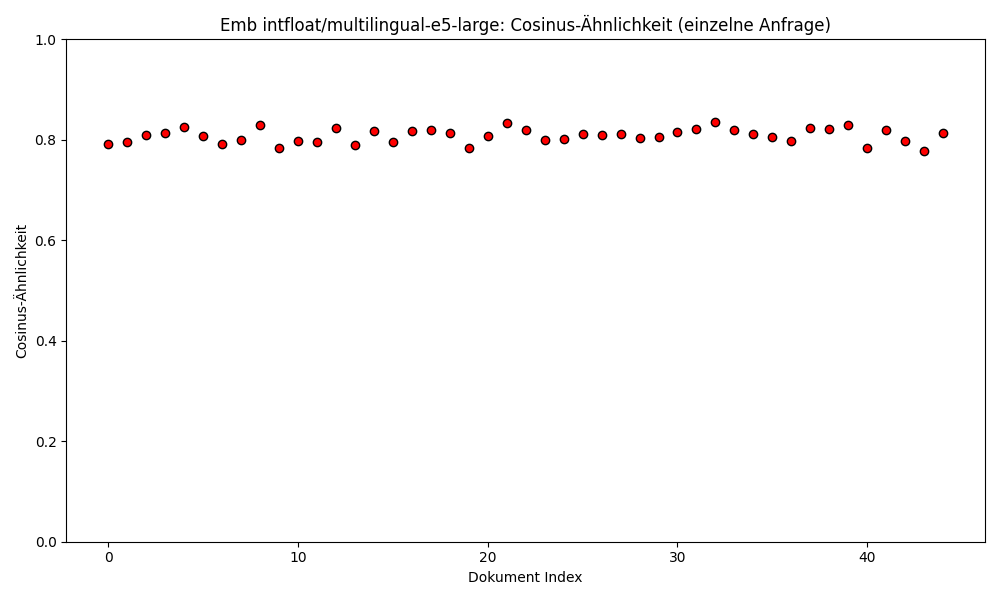 Emb intfloat/multilingual-e5-large: Cosinus-Ähnlichkeit (einzelne Anfrage)
1.0
0.8
0.6
0.4
0.2
0.0
Cosinus-Ähnlichkeit
0 10 20 30 40
Dokument Index